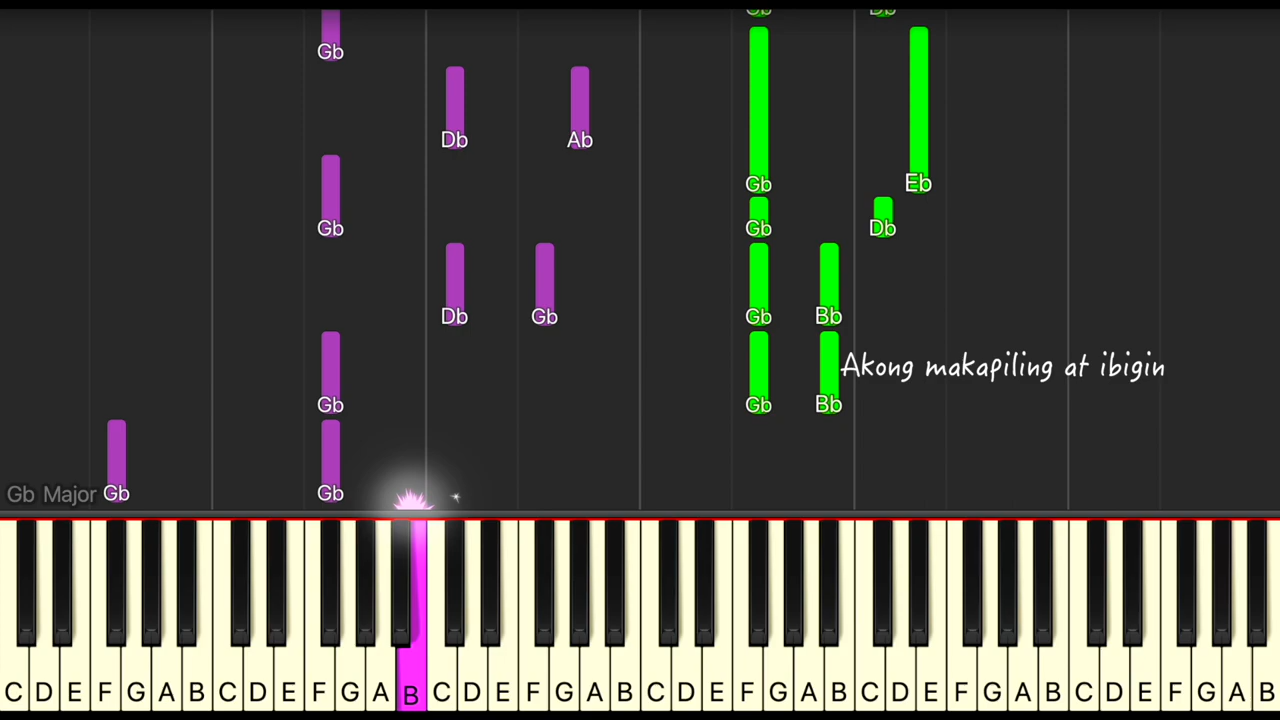 Gb Db
Gb
Db Ab
Gb Eb
Gb Gb Db
Db Gb Gb Bb
Akong makapiling at ibigin
Gb Gb Bb
Gb Major Gb Gb
C D E F G A B C D E F G A B C D E F G A B C D E F G A B C D E F G A B C D E F G A B